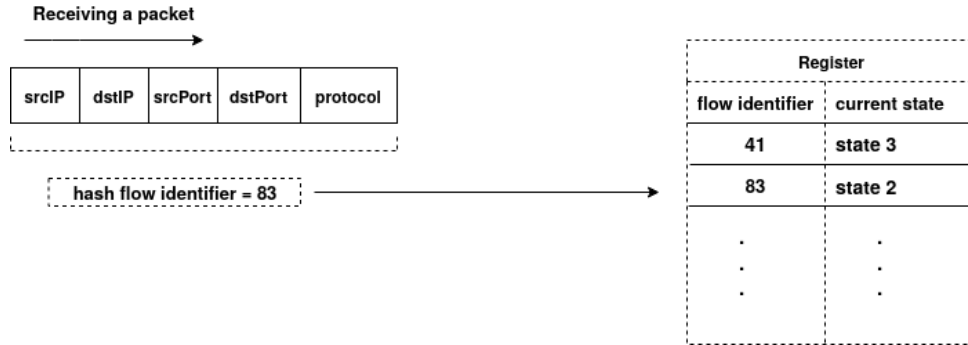 Receiving a packet
srcIP dstIP srcPort dstPort protocol
hash flow identifier = 83
Register
flow identifier current state
41 state 3
83 state 2
. .
. .
. .